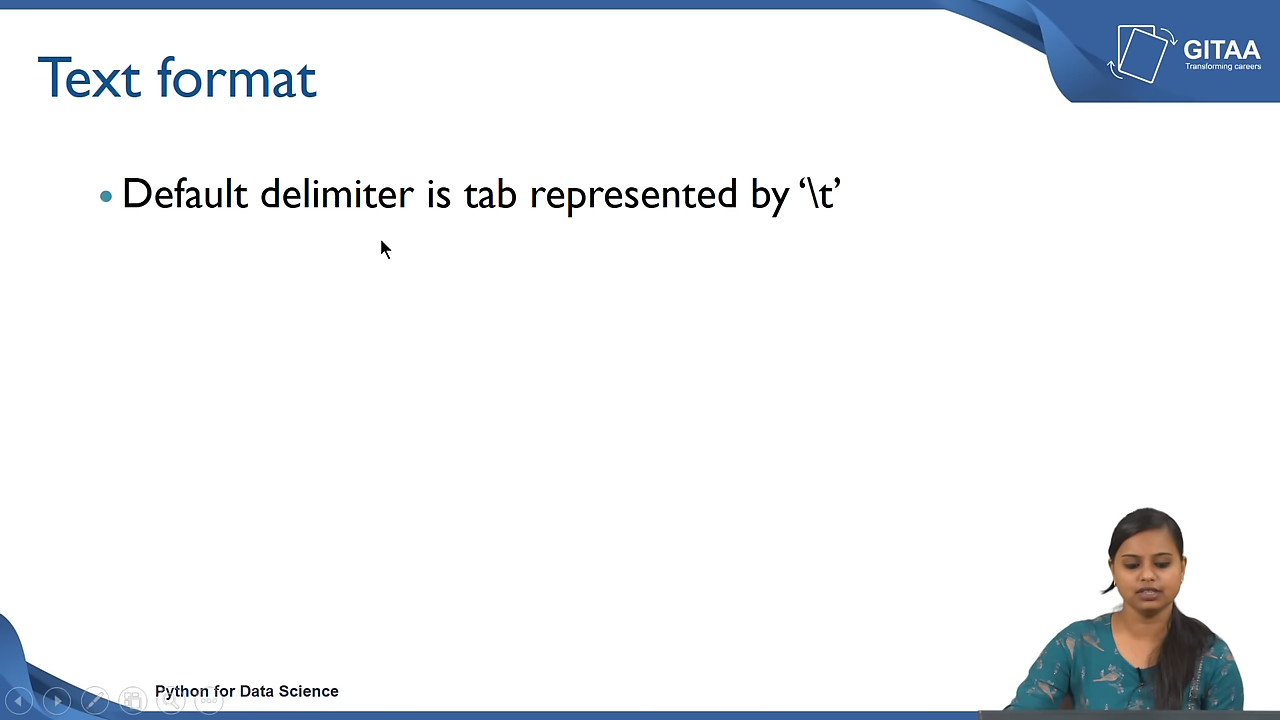 GITAA
Transforming careers
Text format
• Default delimiter is tab represented by ‘\t’
Python for Data Science